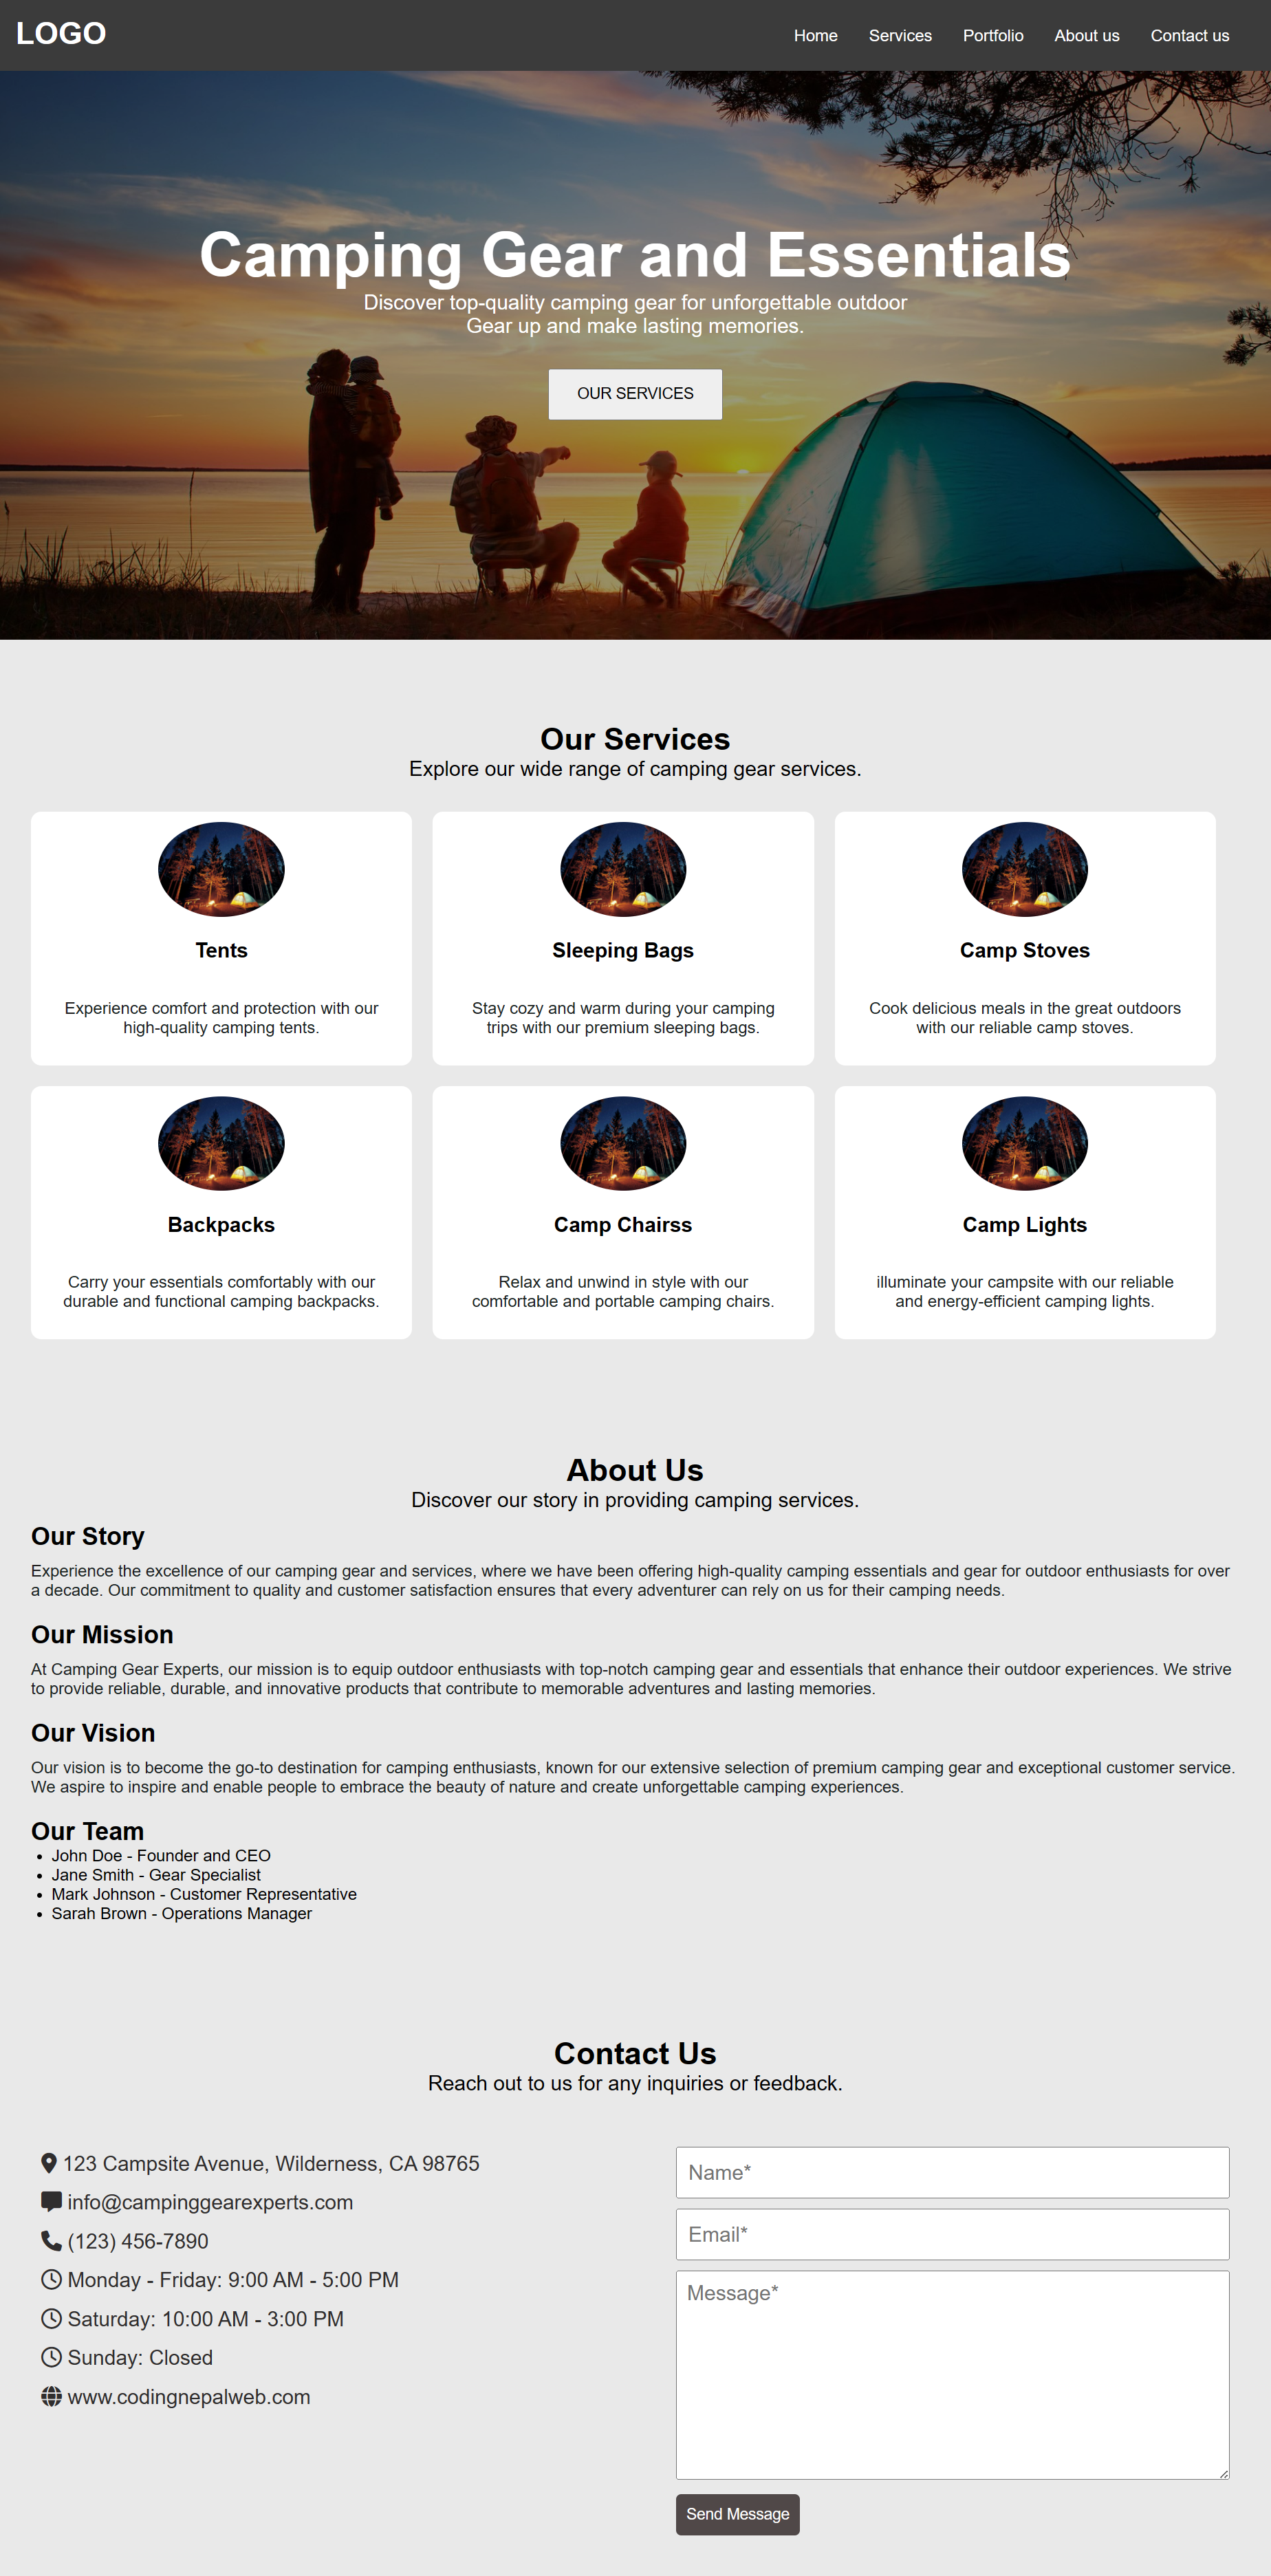 LOGO
Home Services Portfolio About us Contact us
Camping Gear and Essentials
Discover top-quality camping gear for unforgettable outdoor
Gear up and make lasting memories.
OUR SERVICES
Our Services
Explore our wide range of camping gear services.
Tents
Experience comfort and protection with our
high-quality camping tents.
Sleeping Bags
Stay cozy and warm during your camping
trips with our premium sleeping bags.
Camp Stoves
Cook delicious meals in the great outdoors
with our reliable camp stoves.
Backpacks
Carry your essentials comfortably with our
durable and functional camping backpacks.
Camp Chairss
Relax and unwind in style with our
comfortable and portable camping chairs.
Camp Lights
illuminate your campsite with our reliable
and energy-efficient camping lights.
About Us
Discover our story in providing camping services.
Our Story
Experience the excellence of our camping gear and services, where we have been offering high-quality camping essentials and gear for outdoor enthusiasts for over
a decade. Our commitment to quality and customer satisfaction ensures that every adventurer can rely on us for their camping needs.
Our Mission
At Camping Gear Experts, our mission is to equip outdoor enthusiasts with top-notch camping gear and essentials that enhance their outdoor experiences. We strive
to provide reliable, durable, and innovative products that contribute to memorable adventures and lasting memories.
Our Vision
Our vision is to become the go-to destination for camping enthusiasts, known for our extensive selection of premium camping gear and exceptional customer service.
We aspire to inspire and enable people to embrace the beauty of nature and create unforgettable camping experiences.
Our Team
• John Doe - Founder and CEO
• Jane Smith - Gear Specialist
• Mark Johnson - Customer Representative
• Sarah Brown - Operations Manager
Contact Us
Reach out to us for any inquiries or feedback.
123 Campsite Avenue, Wilderness, CA 98765
info@campinggearexperts.com
(123) 456-7890
Monday - Friday: 9:00 AM - 5:00 PM
Saturday: 10:00 AM - 3:00 PM
Sunday: Closed
www.codingnepalweb.com
Name*
Email*
Message*
Send Message